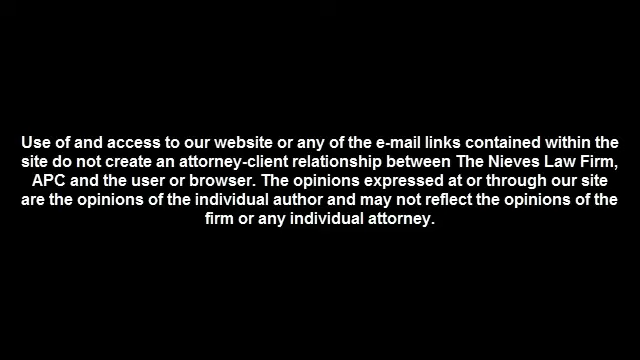 Use of and access to our website or any of the e-mail links contained within the
site do not create an attorney-client relationship between The Nieves Law Firm,
APC and the user or browser. The opinions expressed at or through our site
are the opinions of the individual author and may not reflect the opinions of the
firm or any individual attorney.